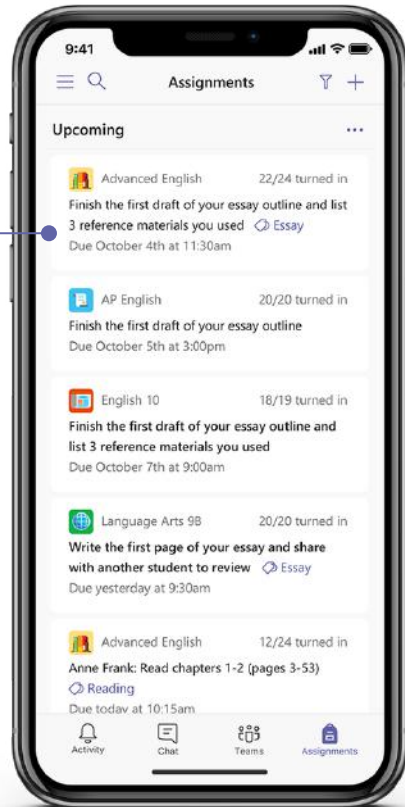 9:41
Assignments
Upcoming
Advanced English 22/24 turned in
Finish the first draft of your essay outline and list
3 reference materials you used Essay
Due October 4th at 11:30am
AP English 20/20 turned in
Finish the first draft of your essay outline
Due October 5th at 3:00pm
English 10 18/19 turned in
Finish the first draft of your essay outline and
list 3 reference materials you used
Due October 7th at 9:00am
Language Arts 9B 20/20 turned in
Write the first page of your essay and share
with another student to review Essay
Due yesterday at 9:30am
Advanced English 12/24 turned in
Anne Frank: Read chapters 1-2 (pages 3-53)
Reading
Due today at 10:15am
Activity Chat Teams Assignments